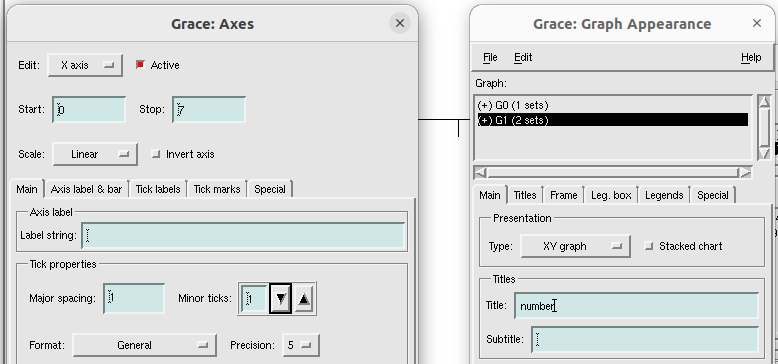 Grace: Axes
Edit: X axis Active
Start: 0 Stop: 7
Scale: Linear Invert axis
Main Axis label & bar Tick labels Tick marks Special
Axis label
Label string:
Tick properties
Major spacing: 1 Minor ticks: 1
Format: General Precision: 5
Grace: Graph Appearance
File Edit Help
Graph:
(+) G0 (1 sets)
(+) G1 (2 sets)
Main Titles Frame Leg. box Legends Special
Presentation
Type: XY graph Stacked chart
Titles
Title: number
Subtitle: